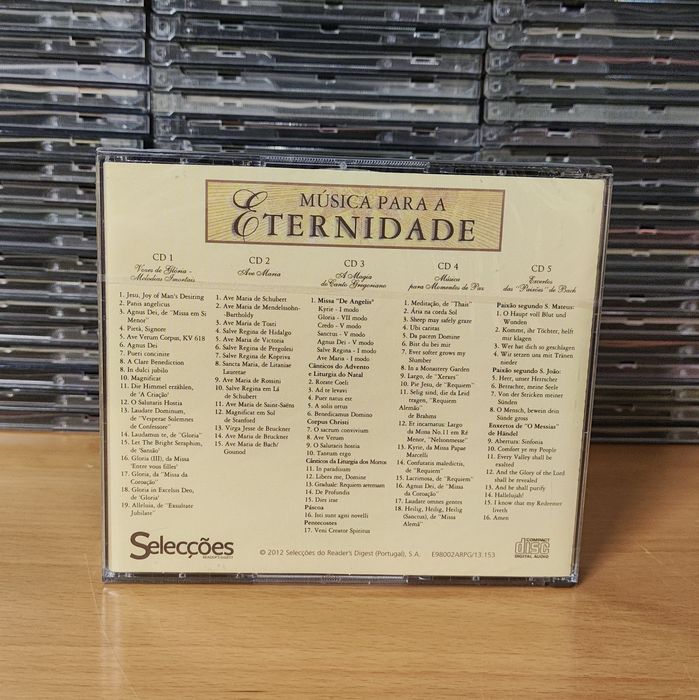 MÚSICA PARA A
ETERNIDADE
CD 1
Vozes de Glória -
Melodias Imortais
1. Jesu, Joy of Man's Desiring
2. Panis angelicus
3. Agnus Dei, de "Missa em Si
Menor"
4. Pietà, Signore
5. Ave Verum Corpus, KV 618
6. Agnus Dei
7. Pueri concinite
8. A Clare Benediction
9. In dulci jubilo
10. Magnificat
11. Die Himmel erzählen,
de 'A Criação'
12. O Salutaris Hostia
13. Laudate Dominum,
de "Vesperae Solemnes
de Confessore"
14. Laudamus te, de "Gloria"
15. Let The Bright Seraphim,
de 'Sansão'
16. Gloria (III), da Missa
'Entre vous filles'
17. Gloria, da "Missa da
Coroação"
18. Gloria in Excelsis Deo,
de 'Gloria'
19. Alleluia, de "Exsultate
Jubilate"
CD 2
Ave Maria
1. Ave Maria de Schubert
2. Ave Maria de Mendelssohn-
-Bartholdy
3. Ave Maria de Tosti
4. Salve Regina de Hidalgo
5. Ave Maria de Victoria
6. Salve Regina de Pergolesi
7. Salve Regina de Kopriva
8. Sancta Maria, de Litaniae
Lauretae
9. Ave Maria de Rossini
10. Salve Regina em Lá
de Schubert
11. Ave Maria de Saint-Saëns
12. Magnificat em Sol
de Stanford
13. Virga Jesse de Bruckner
14. Ave Maria de Bruckner
15. Ave Maria de Bach/
Gounod
CD 3
A Magia
do Canto Gregoriano
1. Missa "De Angelis"
Kyrie - I modo
Gloria - VII modo
Credo - V modo
Sanctus - V modo
Agnus Dei - V modo
Salve Regina - I modo
Ave Maria - I modo
Cânticos do Advento
e Liturgia do Natal
3. Rorate Coeli
3. Ad te levavi
4. Puer natus est
5. A solis ortus
6. Benedicamus Domino
Corpus Christi
7. O sacrum convivium
8. Ave Verum
9. O Salutaris hostia
10. Tantum ergo
Cânticos da Liturgia dos Mortos
11. In paradisum
12. Libera me, Domine
13. Graduale: Requiem aeternam
14. De Profundis
15. Dies irae
Páscoa
16. Isti sunt agni novelli
Pentecostes
17. Veni Creator Spiritus
CD 4
Música
para Momentos de Paz
1. Meditação, de "Thaïs"
2. Ária na corda Sol
3. Sheep may safely graze
4. Ubi caritas
5. Da pacem Domine
6. Bist du bei mir
7. Ever softer grows my
Slumber
8. In a Monastery Garden
9. Largo, de "Xerxes"
10. Pie Jesu, de "Requiem"
11. Selig sind, die da Leid
tragen, "Requiem
Alemão"
de Brahms
12. Et incarnatus: Largo
da Missa No.11 em Ré
Menor, "Nelsonmesse"
13. Kyrie, da Missa Papae
Marcelli
14. Confutatis maledictis, de
"Requiem"
15. Lacrimosa, de "Requiem"
16. Agnus Dei, de "Missa
da Coroação"
17. Laudate omnes gentes
18. Heilig, Heilig, Heilig
(Sanctus), de "Missa
Alemã"
CD 5
Excertos
das "Paixões" de Bach
Paixão segundo S. Mateus:
1. O Haupt voll Blut und
Wunden
2. Kommt, ihr Töchter, helft
mir klagen
3. Wer hat dich so geschlagen
4. Wir setzen uns mit Tränen
nieder
Paixão segundo S. João:
5. Herr, unser Herrscher
6. Betrachte, meine Seele
7. Von der Stricken meiner
Sünden
8. O Mensch, bewein dein
Sünde gross
Enxertos de "O Messias"
de Händel
9. Abertura: Sinfonia
10. Comfort ye my People
11. Every Valley shall be
exalted
12. And the Glory of the Lord
shall be revealed
13. And he shall purify
14. Hallelujah!
15. I know that my Redeemer
liveth
16. Amen
Selecções
READER'S DIGEST
© 2012 Selecções do Reader's Digest (Portugal), S.A.
E98002ARPG/13.153
COMPACT
disc
DIGITAL AUDIO